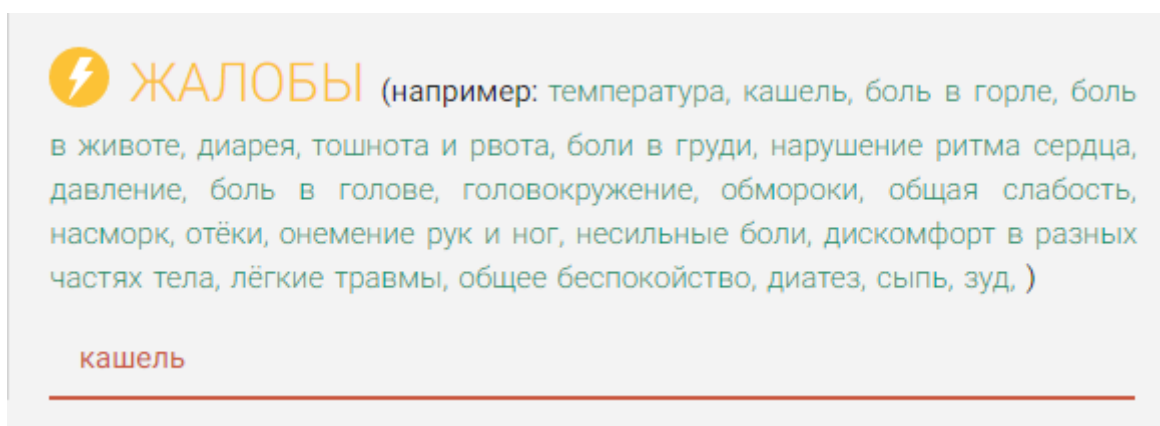 ЖАЛОБЫ (например: температура, кашель, боль в горле, боль
в животе, диарея, тошнота и рвота, боли в груди, нарушение ритма сердца,
давление, боль в голове, головокружение, обмороки, общая слабость,
насморк, отёки, онемение рук и ног, несильные боли, дискомфорт в разных
частях тела, лёгкие травмы, общее беспокойство, диатез, сыпь, зуд, )
кашель